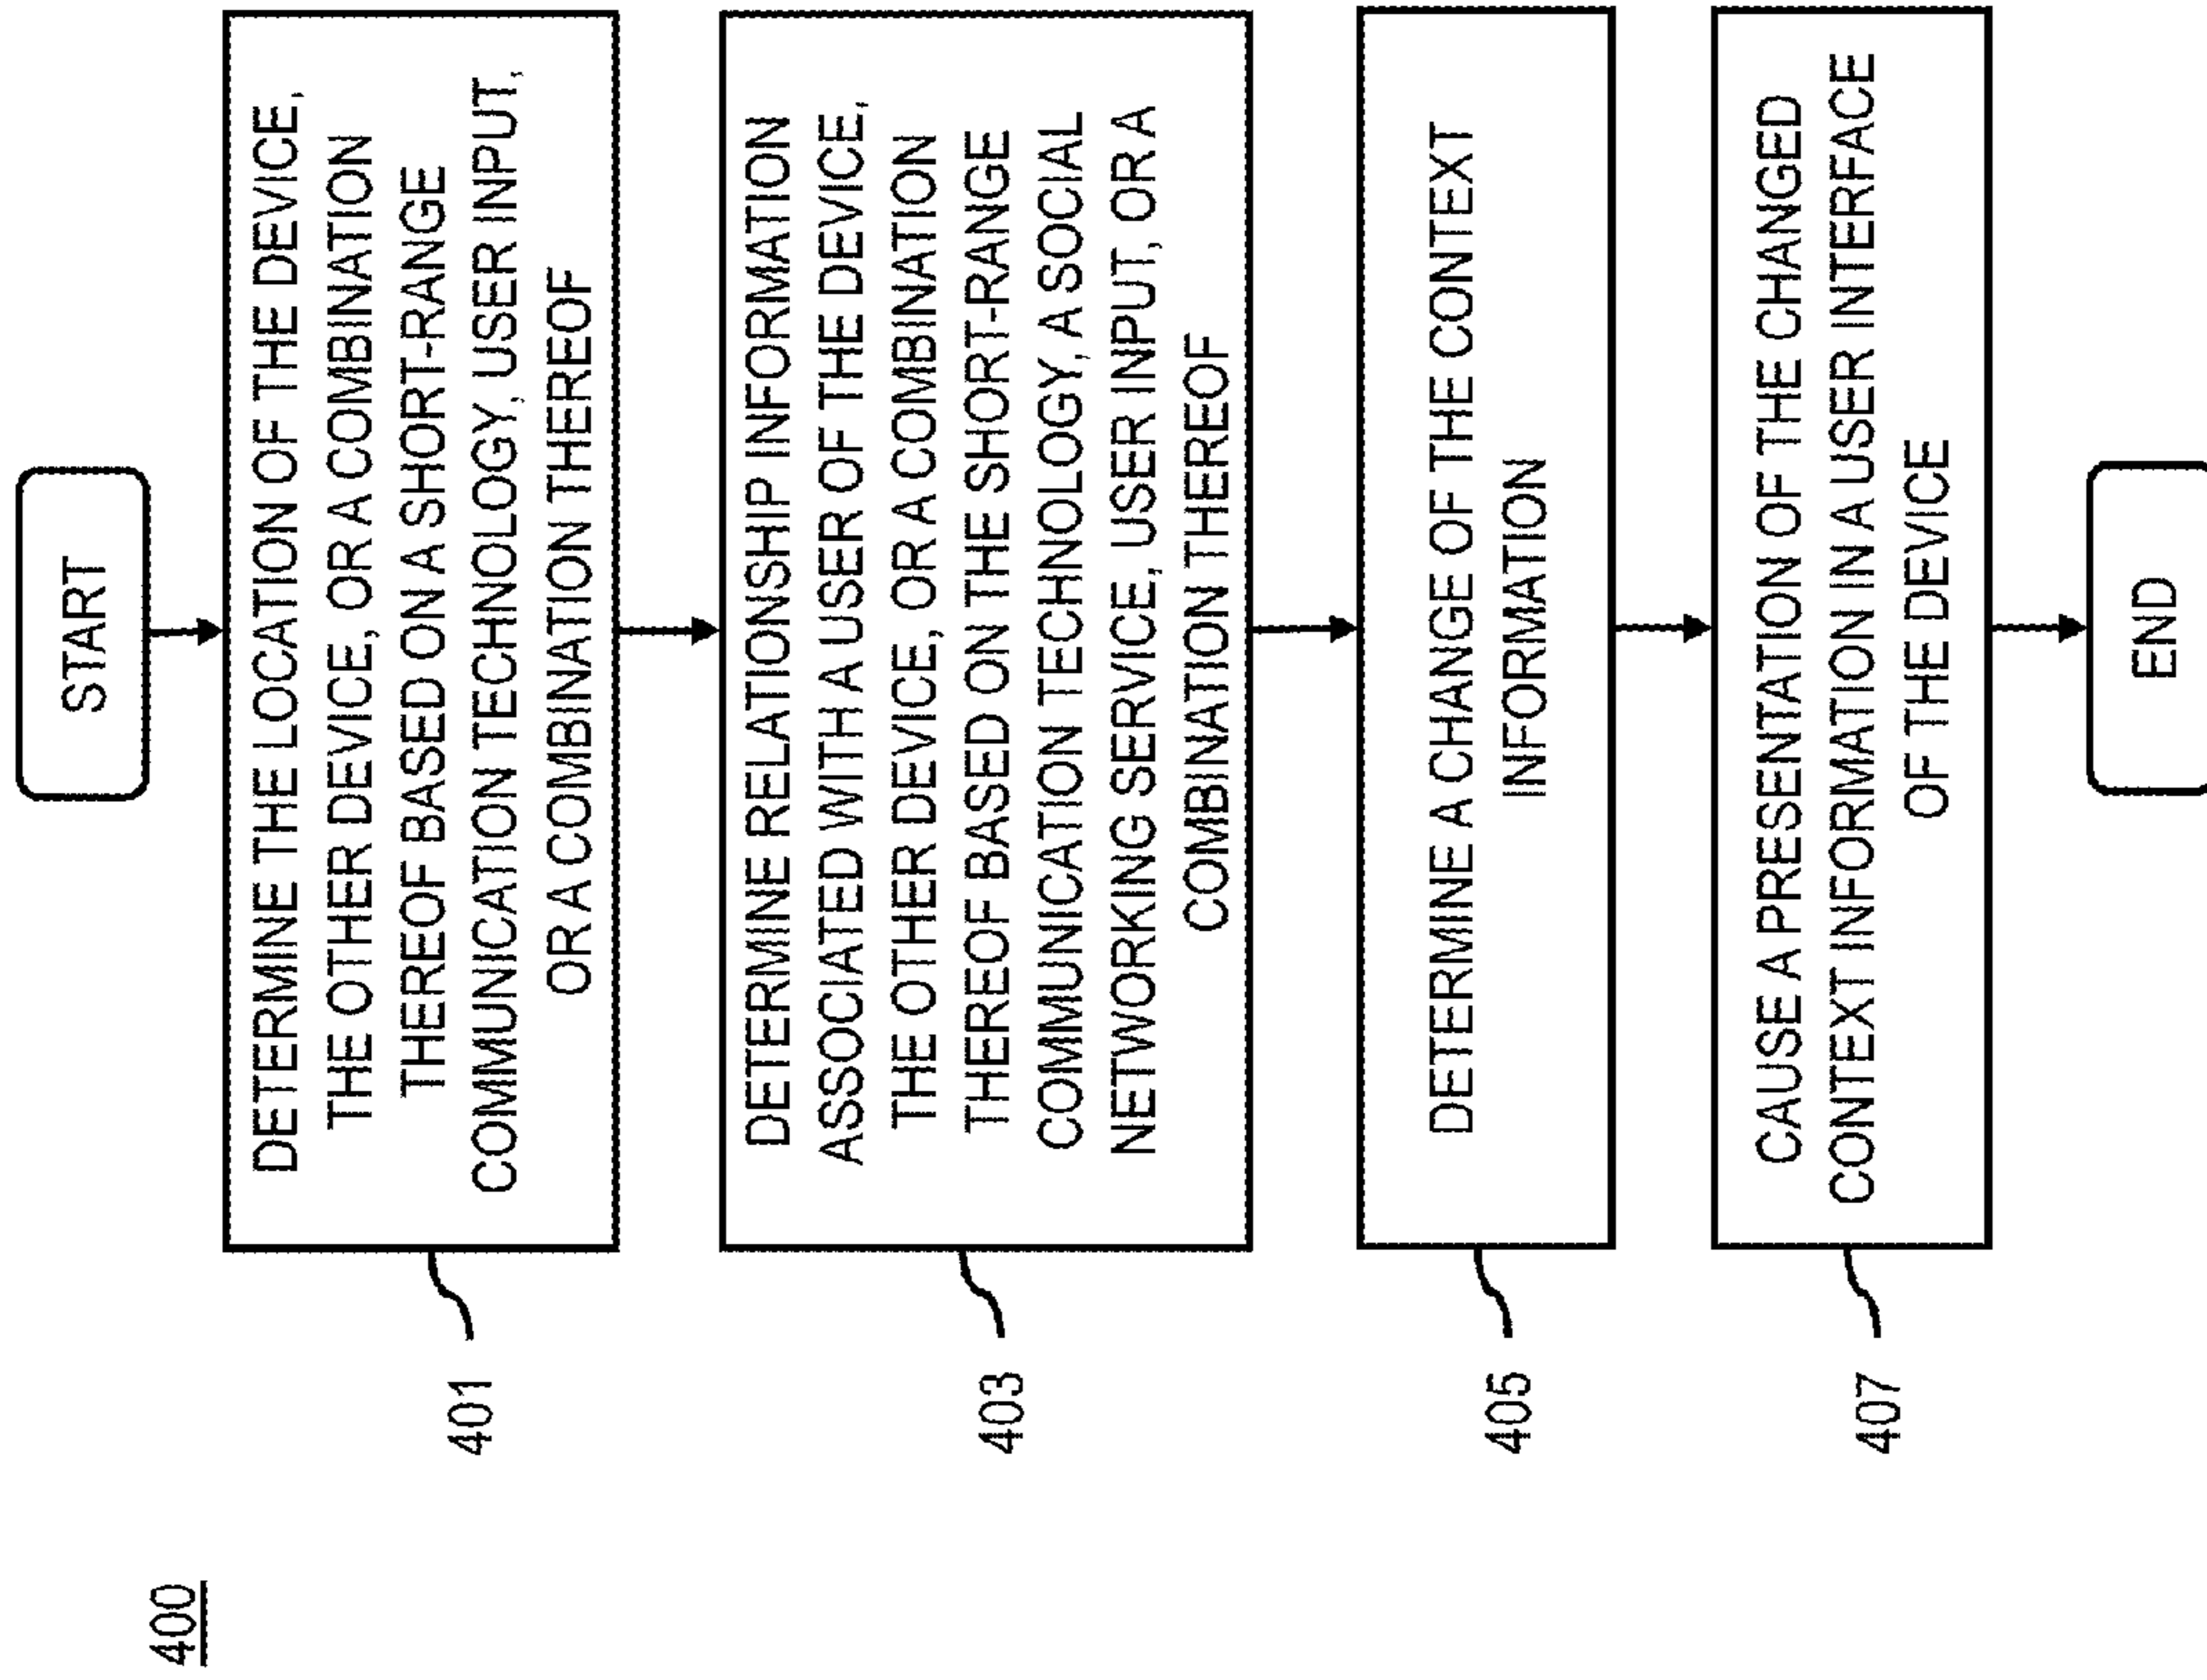 400
START
401
DETERMINE THE LOCATION OF THE DEVICE,
THE OTHER DEVICE, OR A COMBINATION
THEREOF BASED ON A SHORT-RANGE
COMMUNICATION TECHNOLOGY, USER INPUT,
OR A COMBINATION THEREOF
403
DETERMINE RELATIONSHIP INFORMATION
ASSOCIATED WITH A USER OF THE DEVICE,
THE OTHER DEVICE, OR A COMBINATION
THEREOF BASED ON THE SHORT-RANGE
COMMUNICATION TECHNOLOGY, A SOCIAL
NETWORKING SERVICE, USER INPUT, OR A
COMBINATION THEREOF
405
DETERMINE A CHANGE OF THE CONTEXT
INFORMATION
407
CAUSE A PRESENTATION OF THE CHANGED
CONTEXT INFORMATION IN A USER INTERFACE
OF THE DEVICE
END